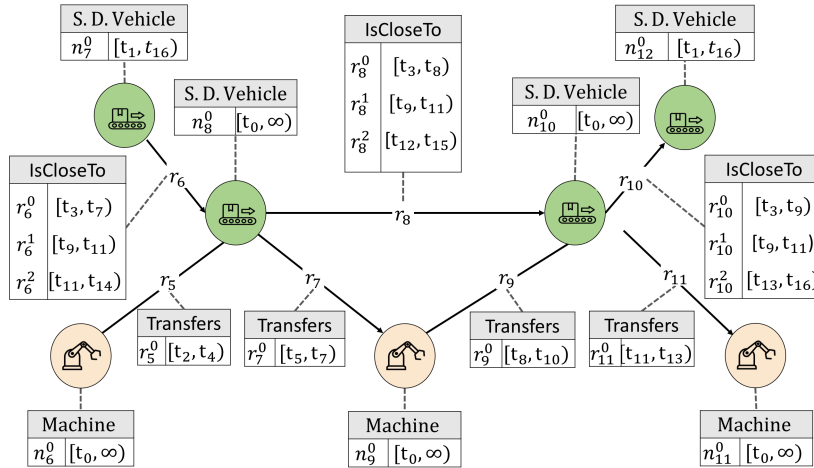 S. D. Vehicle
n₇⁰ [t₁, t₁₆)
S. D. Vehicle
n₈⁰ [t₀, ∞)
IsCloseTo
r₈⁰ [t₃, t₈)
r₈¹ [t₉, t₁₁)
r₈² [t₁₂, t₁₅)
S. D. Vehicle
n₁₀⁰ [t₀, ∞)
S. D. Vehicle
n₁₂⁰ [t₁, t₁₆)
IsCloseTo
r₆⁰ [t₃, t₇)
r₆¹ [t₉, t₁₁)
r₆² [t₁₁, t₁₄)
r₆
r₈
r₁₀
IsCloseTo
r₁₀⁰ [t₃, t₉)
r₁₀¹ [t₉, t₁₁)
r₁₀² [t₁₃, t₁₆)
r₅
r₇
r₉
r₁₁
Transfers
r₅⁰ [t₂, t₄)
Transfers
r₇⁰ [t₅, t₇)
Transfers
r₉⁰ [t₈, t₁₀)
Transfers
r₁₁⁰ [t₁₁, t₁₃)
Machine
n₆⁰ [t₀, ∞)
Machine
n₉⁰ [t₀, ∞)
Machine
n₁₁⁰ [t₀, ∞)